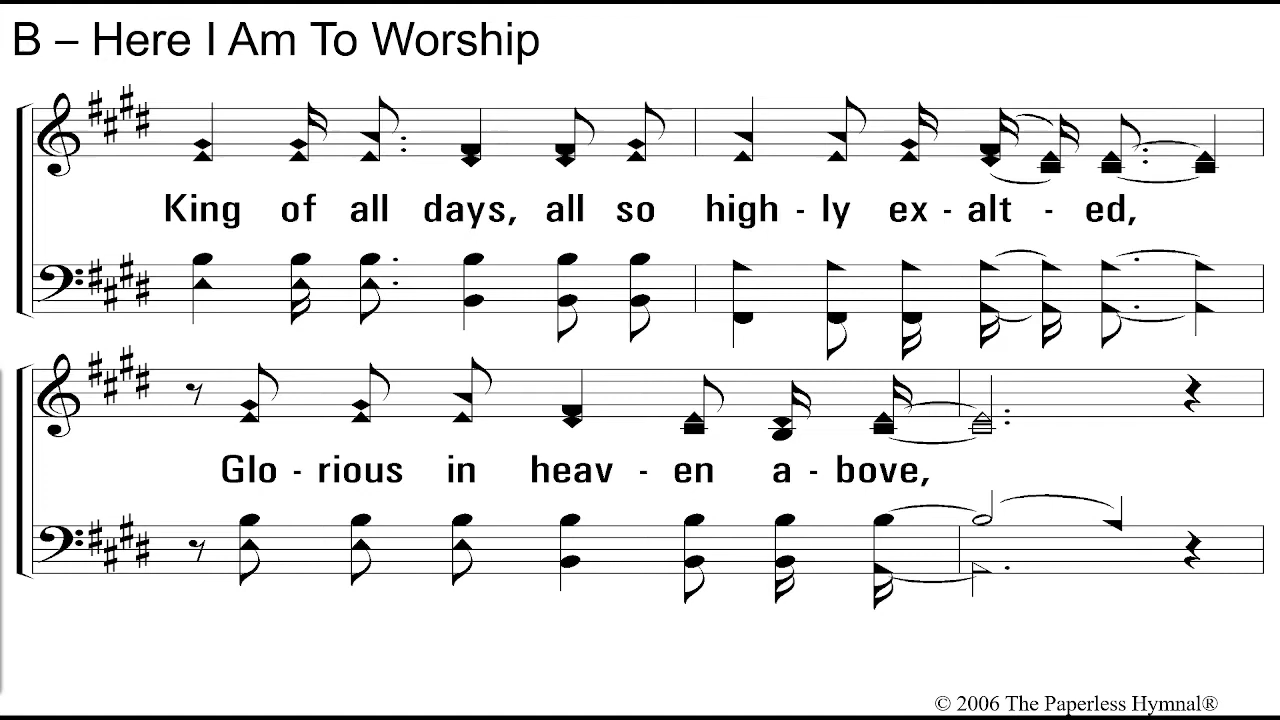 B – Here I Am To Worship
King of all days, all so high - ly ex - alt - ed,
Glo - rious in heav - en a - bove,
© 2006 The Paperless Hymnal®